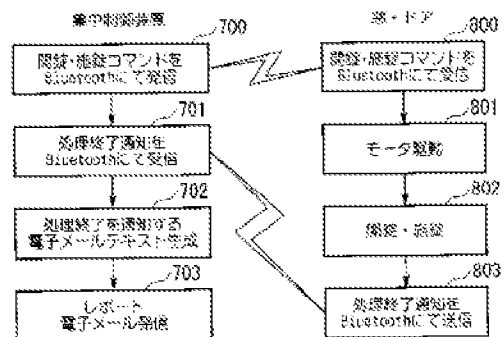 集中制御装置
700
開錠・施錠コマンドを
Bluetoothにて発信
701
処理終了通知を
Bluetoothにて受信
702
処理終了を通知する
電子メールテキスト生成
703
レポート
電子メール発信
窓・ドア
800
開錠・施錠コマンドを
Bluetoothにて受信
801
モータ駆動
802
開錠・施錠
803
処理終了通知を
Bluetoothにて送信